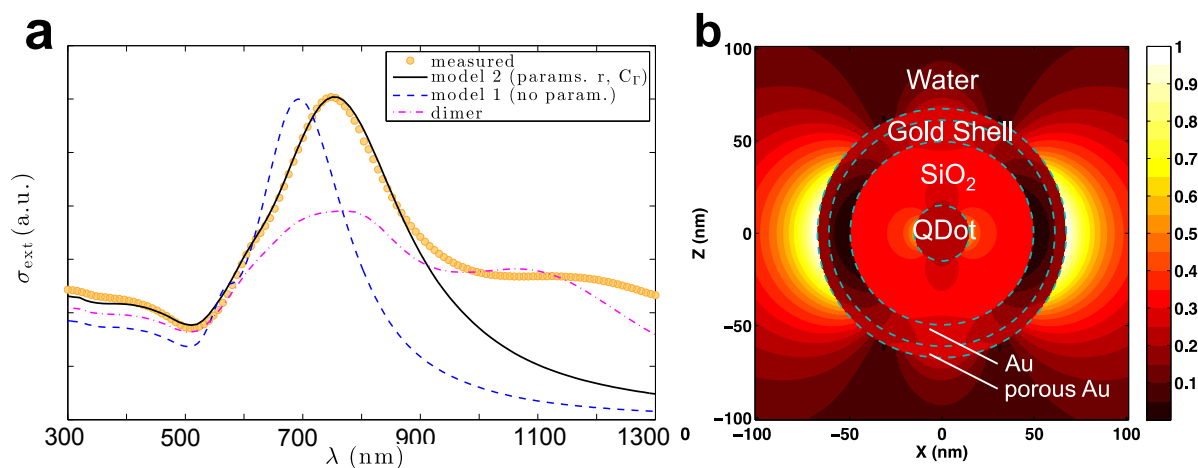 a
measured
model 2 (params. r, C_Γ)
model 1 (no param.)
dimer
σ_ext (a.u.)
300 500 700 900 1100 1300
λ (nm)
0
b
Water
Gold Shell
SiO₂
QDot
Au
porous Au
Z (nm)
100
50
0
−50
−100
−100 −50 0 50 100
X (nm)
1
0.9
0.8
0.7
0.6
0.5
0.4
0.3
0.2
0.1